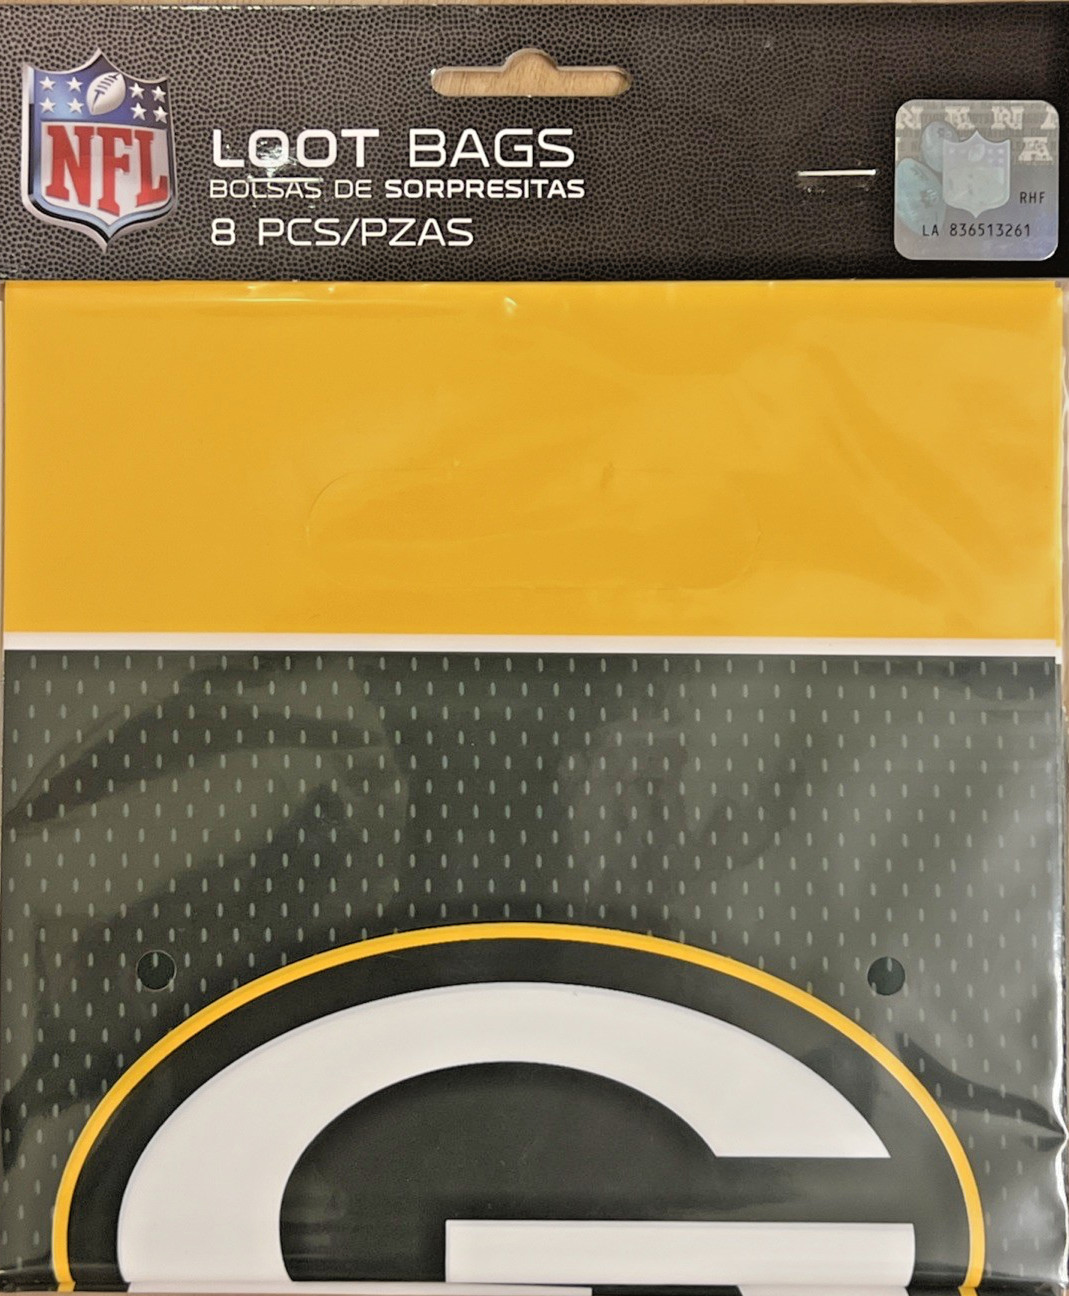 NFL
LOOT BAGS
BOLSAS DE SORPRESITAS
8 PCS/PZAS
RHF
LA 836513261
G